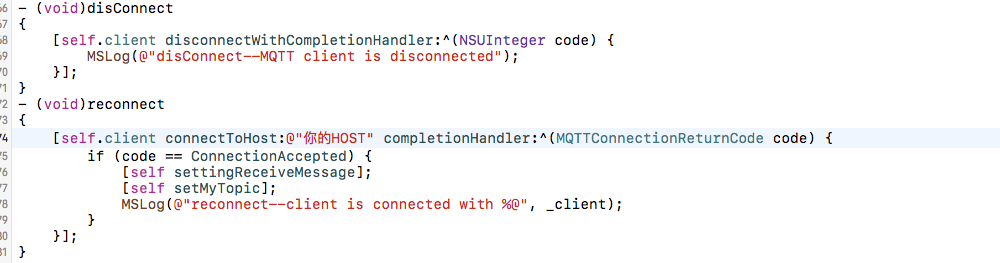 66 - (void)disConnect
67 {
68     [self.client disconnectWithCompletionHandler:^(NSUInteger code) {
69         MSLog(@"disConnect--MQTT client is disconnected");
70     }];
71 }
72 - (void)reconnect
73 {
74     [self.client connectToHost:@"你的HOST" completionHandler:^(MQTTConnectionReturnCode code) {
75         if (code == ConnectionAccepted) {
76             [self settingReceiveMessage];
77             [self setMyTopic];
78             MSLog(@"reconnect--client is connected with %@", _client);
79         }
80     }];
81 }